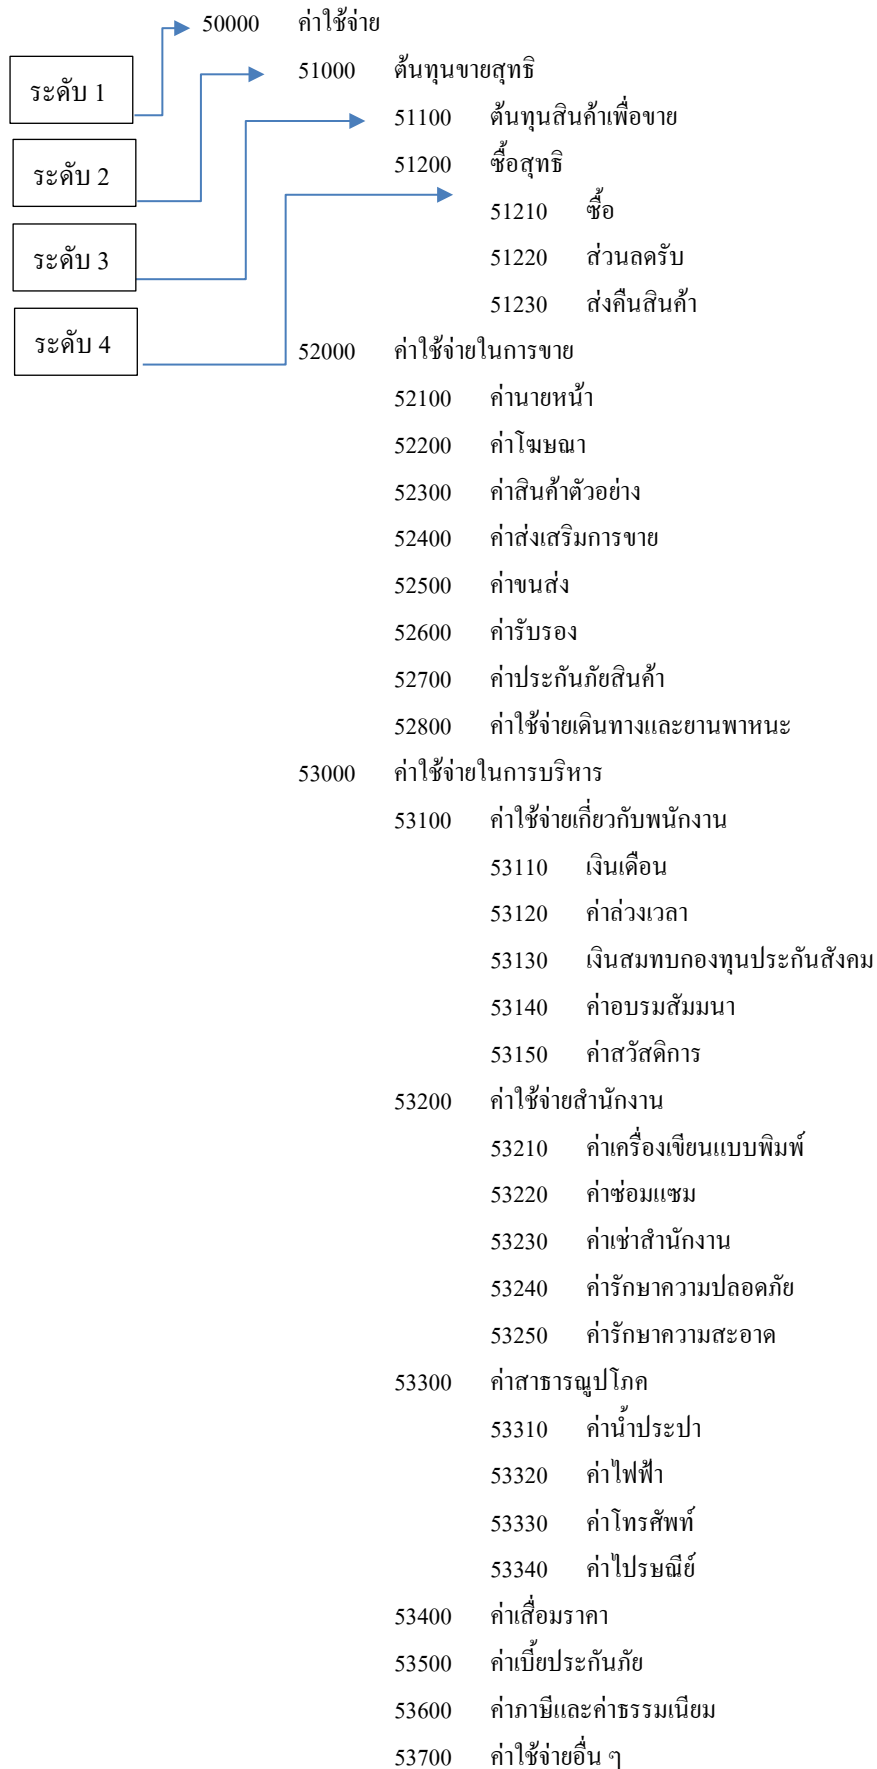 50000 ค่าใช้จ่าย
51000 ต้นทุนขายสุทธิ
ระดับ 1
51100 ต้นทุนสินค้าเพื่อขาย
51200 ซื้อสุทธิ
ระดับ 2
51210 ซื้อ
51220 ส่วนลดรับ
ระดับ 3
51230 ส่งคืนสินค้า
ระดับ 4
52000 ค่าใช้จ่ายในการขาย
52100 ค่านายหน้า
52200 ค่าโฆษณา
52300 ค่าสินค้าตัวอย่าง
52400 ค่าส่งเสริมการขาย
52500 ค่าขนส่ง
52600 ค่ารับรอง
52700 ค่าประกันภัยสินค้า
52800 ค่าใช้จ่ายเดินทางและยานพาหนะ
53000 ค่าใช้จ่ายในการบริหาร
53100 ค่าใช้จ่ายเกี่ยวกับพนักงาน
53110 เงินเดือน
53120 ค่าล่วงเวลา
53130 เงินสมทบกองทุนประกันสังคม
53140 ค่าอบรมสัมมนา
53150 ค่าสวัสดิการ
53200 ค่าใช้จ่ายสำนักงาน
53210 ค่าเครื่องเขียนแบบพิมพ์
53220 ค่าซ่อมแซม
53230 ค่าเช่าสำนักงาน
53240 ค่ารักษาความปลอดภัย
53250 ค่ารักษาความสะอาด
53300 ค่าสาธารณูปโภค
53310 ค่าน้ำประปา
53320 ค่าไฟฟ้า
53330 ค่าโทรศัพท์
53340 ค่าไปรษณีย์
53400 ค่าเสื่อมราคา
53500 ค่าเบี้ยประกันภัย
53600 ค่าภาษีและค่าธรรมเนียม
53700 ค่าใช้จ่ายอื่น ๆ